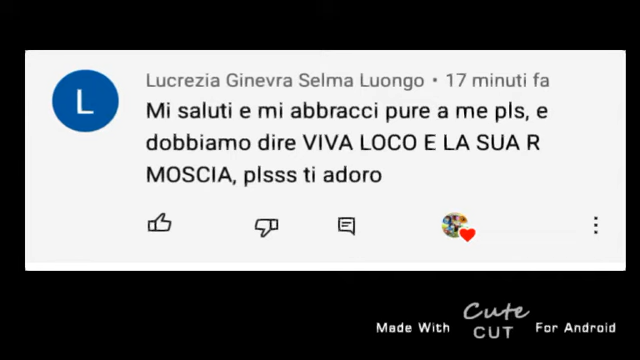 L
Lucrezia Ginevra Selma Luongo • 17 minuti fa
Mi saluti e mi abbracci pure a me pls, e
dobbiamo dire VIVA LOCO E LA SUA R
MOSCIA, plsss ti adoro
Made With Cute CUT For Android